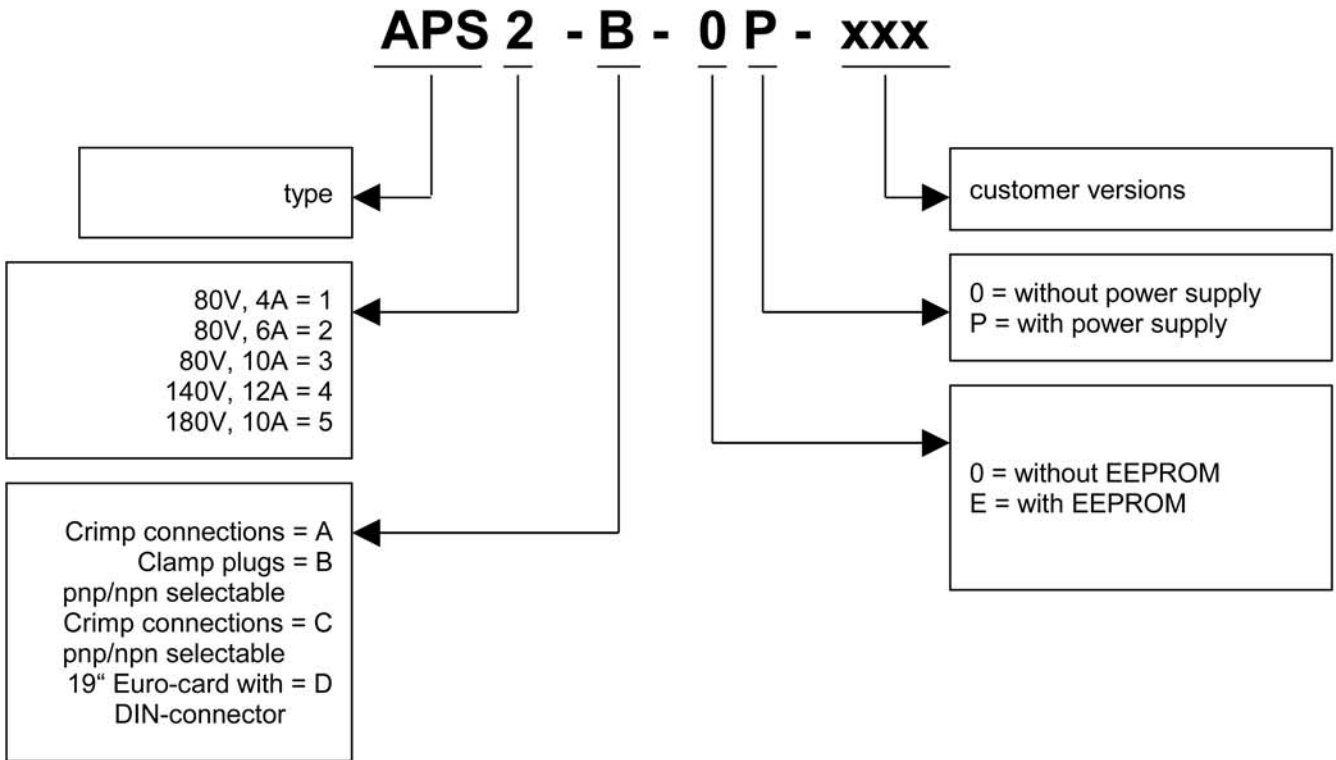 APS 2 - B - 0 P - xxx
type
80V, 4A = 1
80V, 6A = 2
80V, 10A = 3
140V, 12A = 4
180V, 10A = 5
Crimp connections = A
Clamp plugs = B
pnp/npn selectable
Crimp connections = C
pnp/npn selectable
19“ Euro-card with = D
DIN-connector
customer versions
0 = without power supply
P = with power supply
0 = without EEPROM
E = with EEPROM